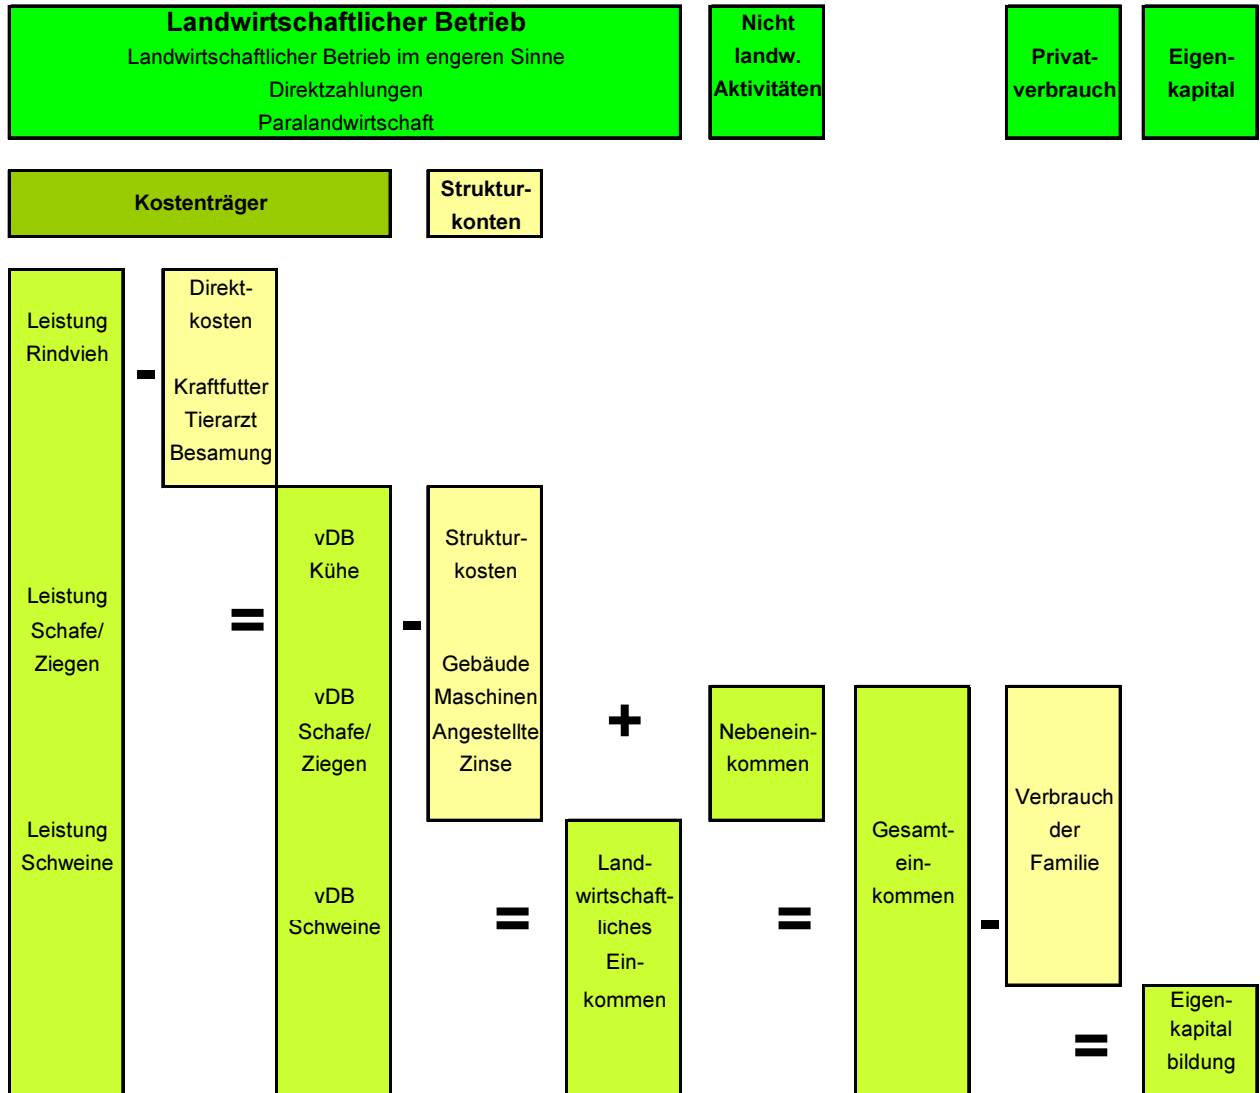 Landwirtschaftlicher Betrieb
Landwirtschaftlicher Betrieb im engeren Sinne
Direktzahlungen
Paralandwirtschaft
Nicht
landw.
Aktivitäten
Privat-
verbrauch
Eigen-
kapital
Kostenträger
Struktur-
konten
Leistung
Rindvieh
Leistung
Schafe/
Ziegen
Leistung
Schweine
-
Direkt-
kosten
Kraftfutter
Tierarzt
Besamung
=
vDB
Kühe
vDB
Schafe/
Ziegen
vDB
Schweine
-
Struktur-
kosten
Gebäude
Maschinen
Angestellte
Zinse
=
Land-
wirtschaft-
liches
Ein-
kommen
+
Nebenein-
kommen
=
Gesamt-
ein-
kommen
-
Verbrauch
der
Familie
=
Eigen-
kapital
bildung